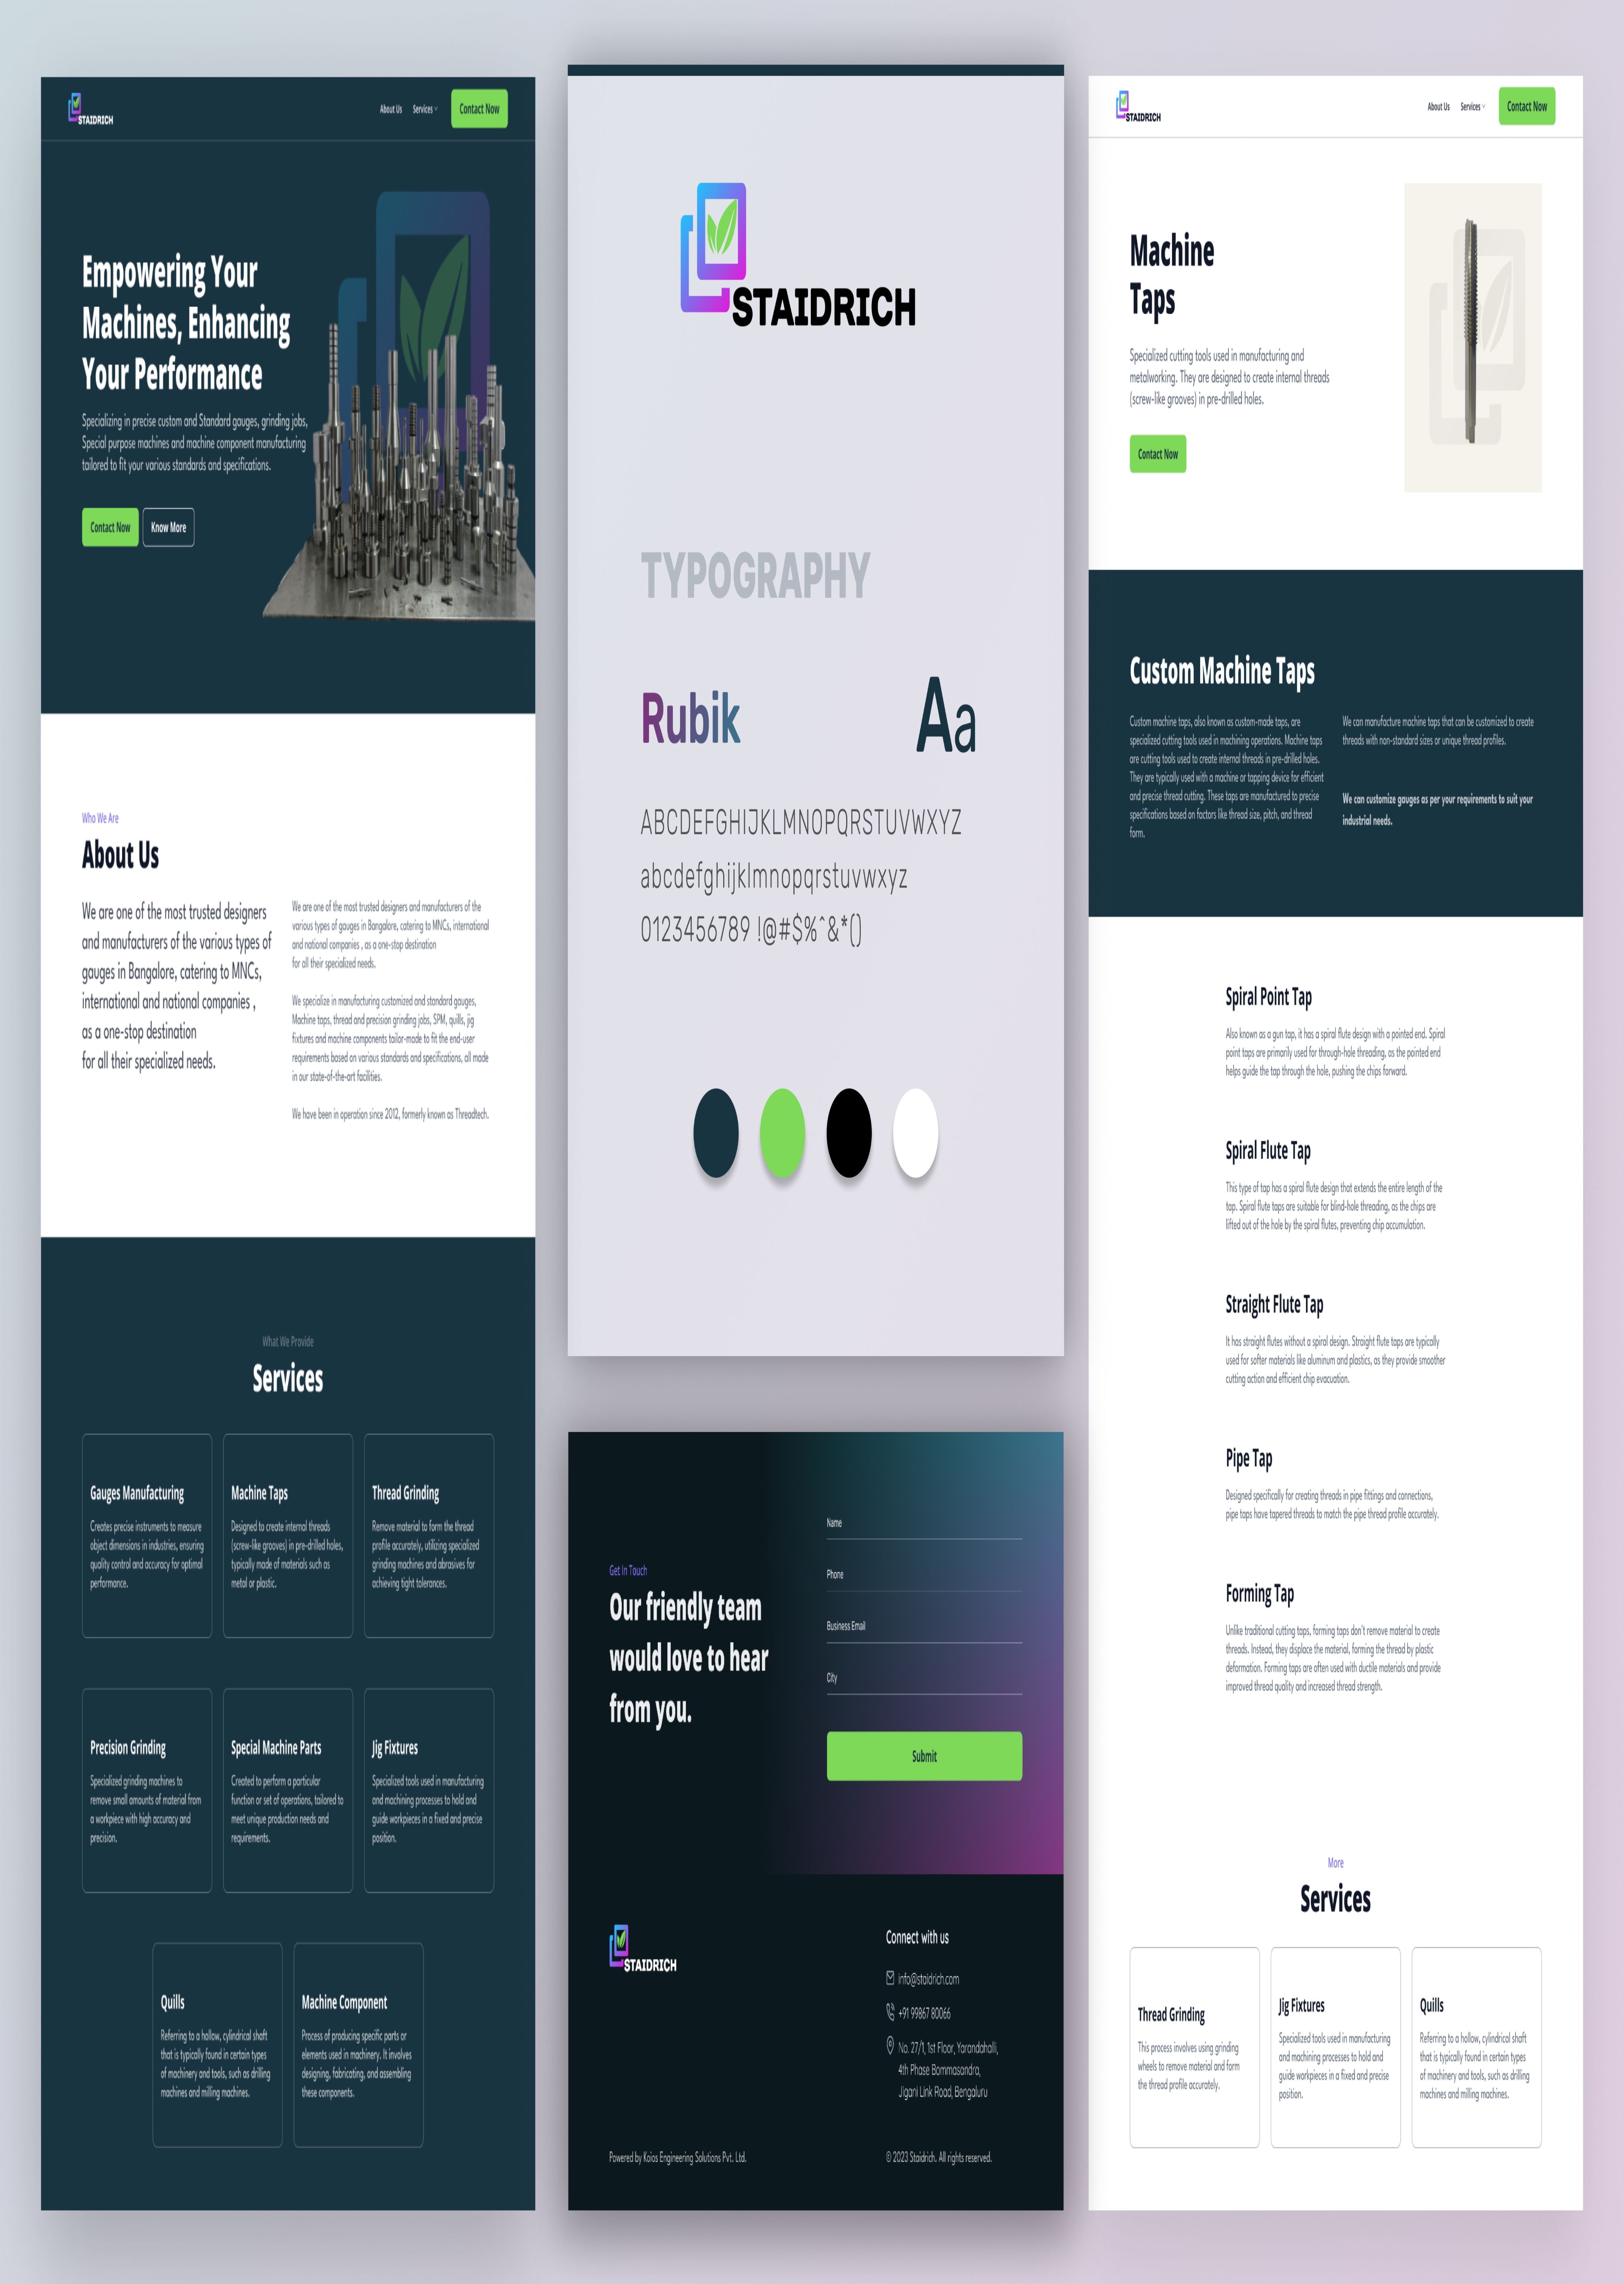 STAIDRICH
About Us
Services
Contact Now
Empowering Your
Machines, Enhancing
Your Performance
Specializing in precise custom and Standard gauges, grinding jobs,
Special purpose machines and machine component manufacturing
tailored to fit your various standards and specifications.
Contact Now
Know More
Who We Are
About Us
We are one of the most trusted designers
and manufacturers of the various types of
gauges in Bangalore, catering to MNCs,
international and national companies ,
as a one-stop destination
for all their specialized needs.
We are one of the most trusted designers and manufacturers of the
various types of gauges in Bangalore, catering to MNCs, international
and national companies , as a one-stop destination
for all their specialized needs.
We specialize in manufacturing customized and standard gauges,
Machine taps, thread and precision grinding jobs, SPM, quills, jig
fixtures and machine components tailor-made to fit the end-user
requirements based on various standards and specifications, all made
in our state-of-the-art facilities.
We have been in operation since 2012, formerly known as Threadtech.
What We Provide
Services
Gauges Manufacturing
Creates precise instruments to measure
object dimensions in industries, ensuring
quality control and accuracy for optimal
performance.
Machine Taps
Designed to create internal threads
(screw-like grooves) in pre-drilled holes,
typically made of materials such as
metal or plastic.
Thread Grinding
Remove material to form the thread
profile accurately, utilizing specialized
grinding machines and abrasives for
achieving tight tolerances.
Precision Grinding
Specialized grinding machines to
remove small amounts of material from
a workpiece with high accuracy and
precision.
Special Machine Parts
Created to perform a particular
function or set of operations, tailored to
meet unique production needs and
requirements.
Jig Fixtures
Specialized tools used in manufacturing
and machining processes to hold and
guide workpieces in a fixed and precise
position.
Quills
Referring to a hollow, cylindrical shaft
that is typically found in certain types
of machinery and tools, such as drilling
machines and milling machines.
Machine Component
Process of producing specific parts or
elements used in machinery. It involves
designing, fabricating, and assembling
these components.
STAIDRICH
TYPOGRAPHY
Rubik
Aa
ABCDEFGHIJKLMNOPQRSTUVWXYZ
abcdefghijklmnopqrstuvwxyz
0123456789 !@#$%^&*()
Get In Touch
Our friendly team
would love to hear
from you.
Name
Phone
Business Email
City
Submit
STAIDRICH
Connect with us
info@staidrich.com
+91 99867 80066
No. 27/1, 1st Floor, Yarandahalli,
4th Phase Bommasandra,
Jigani Link Road, Bengaluru
Powered by Koios Engineering Solutions Pvt. Ltd.
© 2023 Staidrich. All rights reserved.
STAIDRICH
About Us
Services
Contact Now
Machine
Taps
Specialized cutting tools used in manufacturing and
metalworking. They are designed to create internal threads
(screw-like grooves) in pre-drilled holes.
Contact Now
Custom Machine Taps
Custom machine taps, also known as custom-made taps, are
specialized cutting tools used in machining operations. Machine taps
are cutting tools used to create internal threads in pre-drilled holes.
They are typically used with a machine or tapping device for efficient
and precise thread cutting. These taps are manufactured to precise
specifications based on factors like thread size, pitch, and thread
form.
We can manufacture machine taps that can be customized to create
threads with non-standard sizes or unique thread profiles.
We can customize gauges as per your requirements to suit your
industrial needs.
Spiral Point Tap
Also known as a gun tap, it has a spiral flute design with a pointed end. Spiral
point taps are primarily used for through-hole threading, as the pointed end
helps guide the tap through the hole, pushing the chips forward.
Spiral Flute Tap
This type of tap has a spiral flute design that extends the entire length of the
tap. Spiral flute taps are suitable for blind-hole threading, as the chips are
lifted out of the hole by the spiral flutes, preventing chip accumulation.
Straight Flute Tap
It has straight flutes without a spiral design. Straight flute taps are typically
used for softer materials like aluminum and plastics, as they provide smoother
cutting action and efficient chip evacuation.
Pipe Tap
Designed specifically for creating threads in pipe fittings and connections,
pipe taps have tapered threads to match the pipe thread profile accurately.
Forming Tap
Unlike traditional cutting taps, forming taps don't remove material to create
threads. Instead, they displace the material, forming the thread by plastic
deformation. Forming taps are often used with ductile materials and provide
improved thread quality and increased thread strength.
More
Services
Thread Grinding
This process involves using grinding
wheels to remove material and form
the thread profile accurately.
Jig Fixtures
Specialized tools used in manufacturing
and machining processes to hold and
guide workpieces in a fixed and precise
position.
Quills
Referring to a hollow, cylindrical shaft
that is typically found in certain types
of machinery and tools, such as drilling
machines and milling machines.